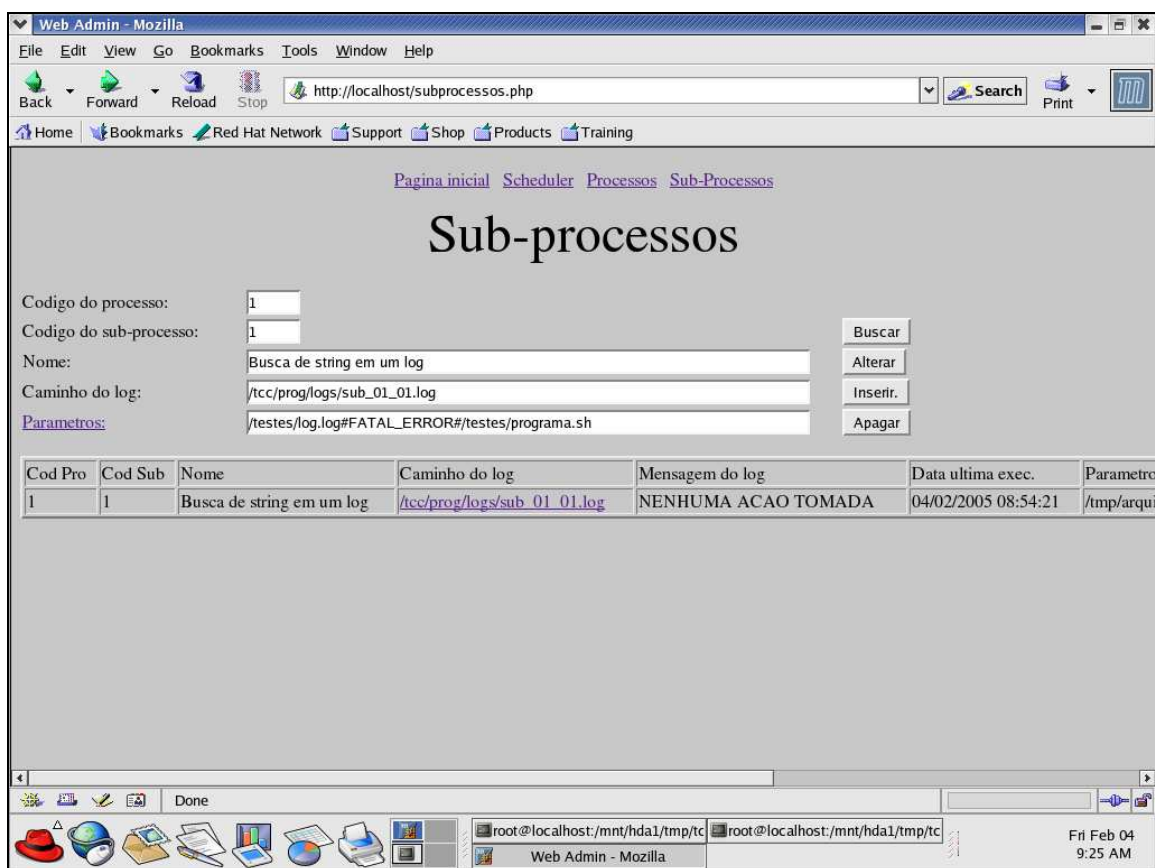 Web Admin - Mozilla
File Edit View Go Bookmarks Tools Window Help
Back Forward Reload Stop http://localhost/subprocessos.php Search Print
Home Bookmarks Red Hat Network Support Shop Products Training
Pagina inicial Scheduler Processos Sub-Processos
Sub-processos
Codigo do processo: 1
Codigo do sub-processo: 1 Buscar
Nome: Busca de string em um log Alterar
Caminho do log: /tcc/prog/logs/sub_01_01.log Inserir.
Parametros: /testes/log.log#FATAL_ERROR#/testes/programa.sh Apagar
Cod Pro Cod Sub Nome Caminho do log Mensagem do log Data ultima exec. Parametro
1 1 Busca de string em um log /tcc/prog/logs/sub_01_01.log NENHUMA ACAO TOMADA 04/02/2005 08:54:21 /tmp/arqui
Done
root@localhost:/mnt/hda1/tmp/tc root@localhost:/mnt/hda1/tmp/tc
Web Admin - Mozilla
Fri Feb 04
9:25 AM